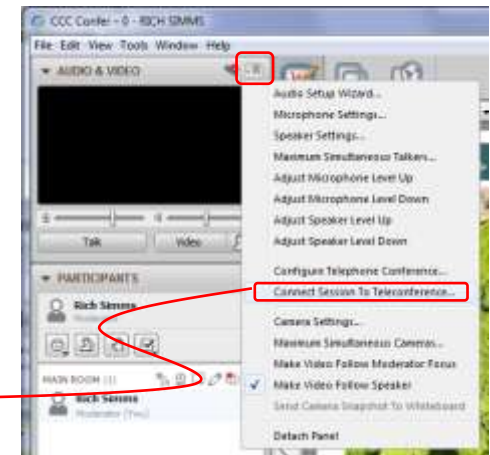 CCC Confer - 0 - RICH SIMMS
File Edit View Tools Window Help
AUDIO & VIDEO
Talk
Video
PARTICIPANTS
Rich Simms
MAIN ROOM (1)
Rich Simms
Moderator (You)
Audio Setup Wizard...
Microphone Settings...
Speaker Settings...
Maximum Simultaneous Talkers...
Adjust Microphone Level Up
Adjust Microphone Level Down
Adjust Speaker Level Up
Adjust Speaker Level Down
Configure Telephone Conference...
Connect Session To Teleconference...
Camera Settings...
Maximum Simultaneous Cameras...
Make Video Follow Moderator Focus
Make Video Follow Speaker
Send Camera Snapshot To Whiteboard
Detach Panel